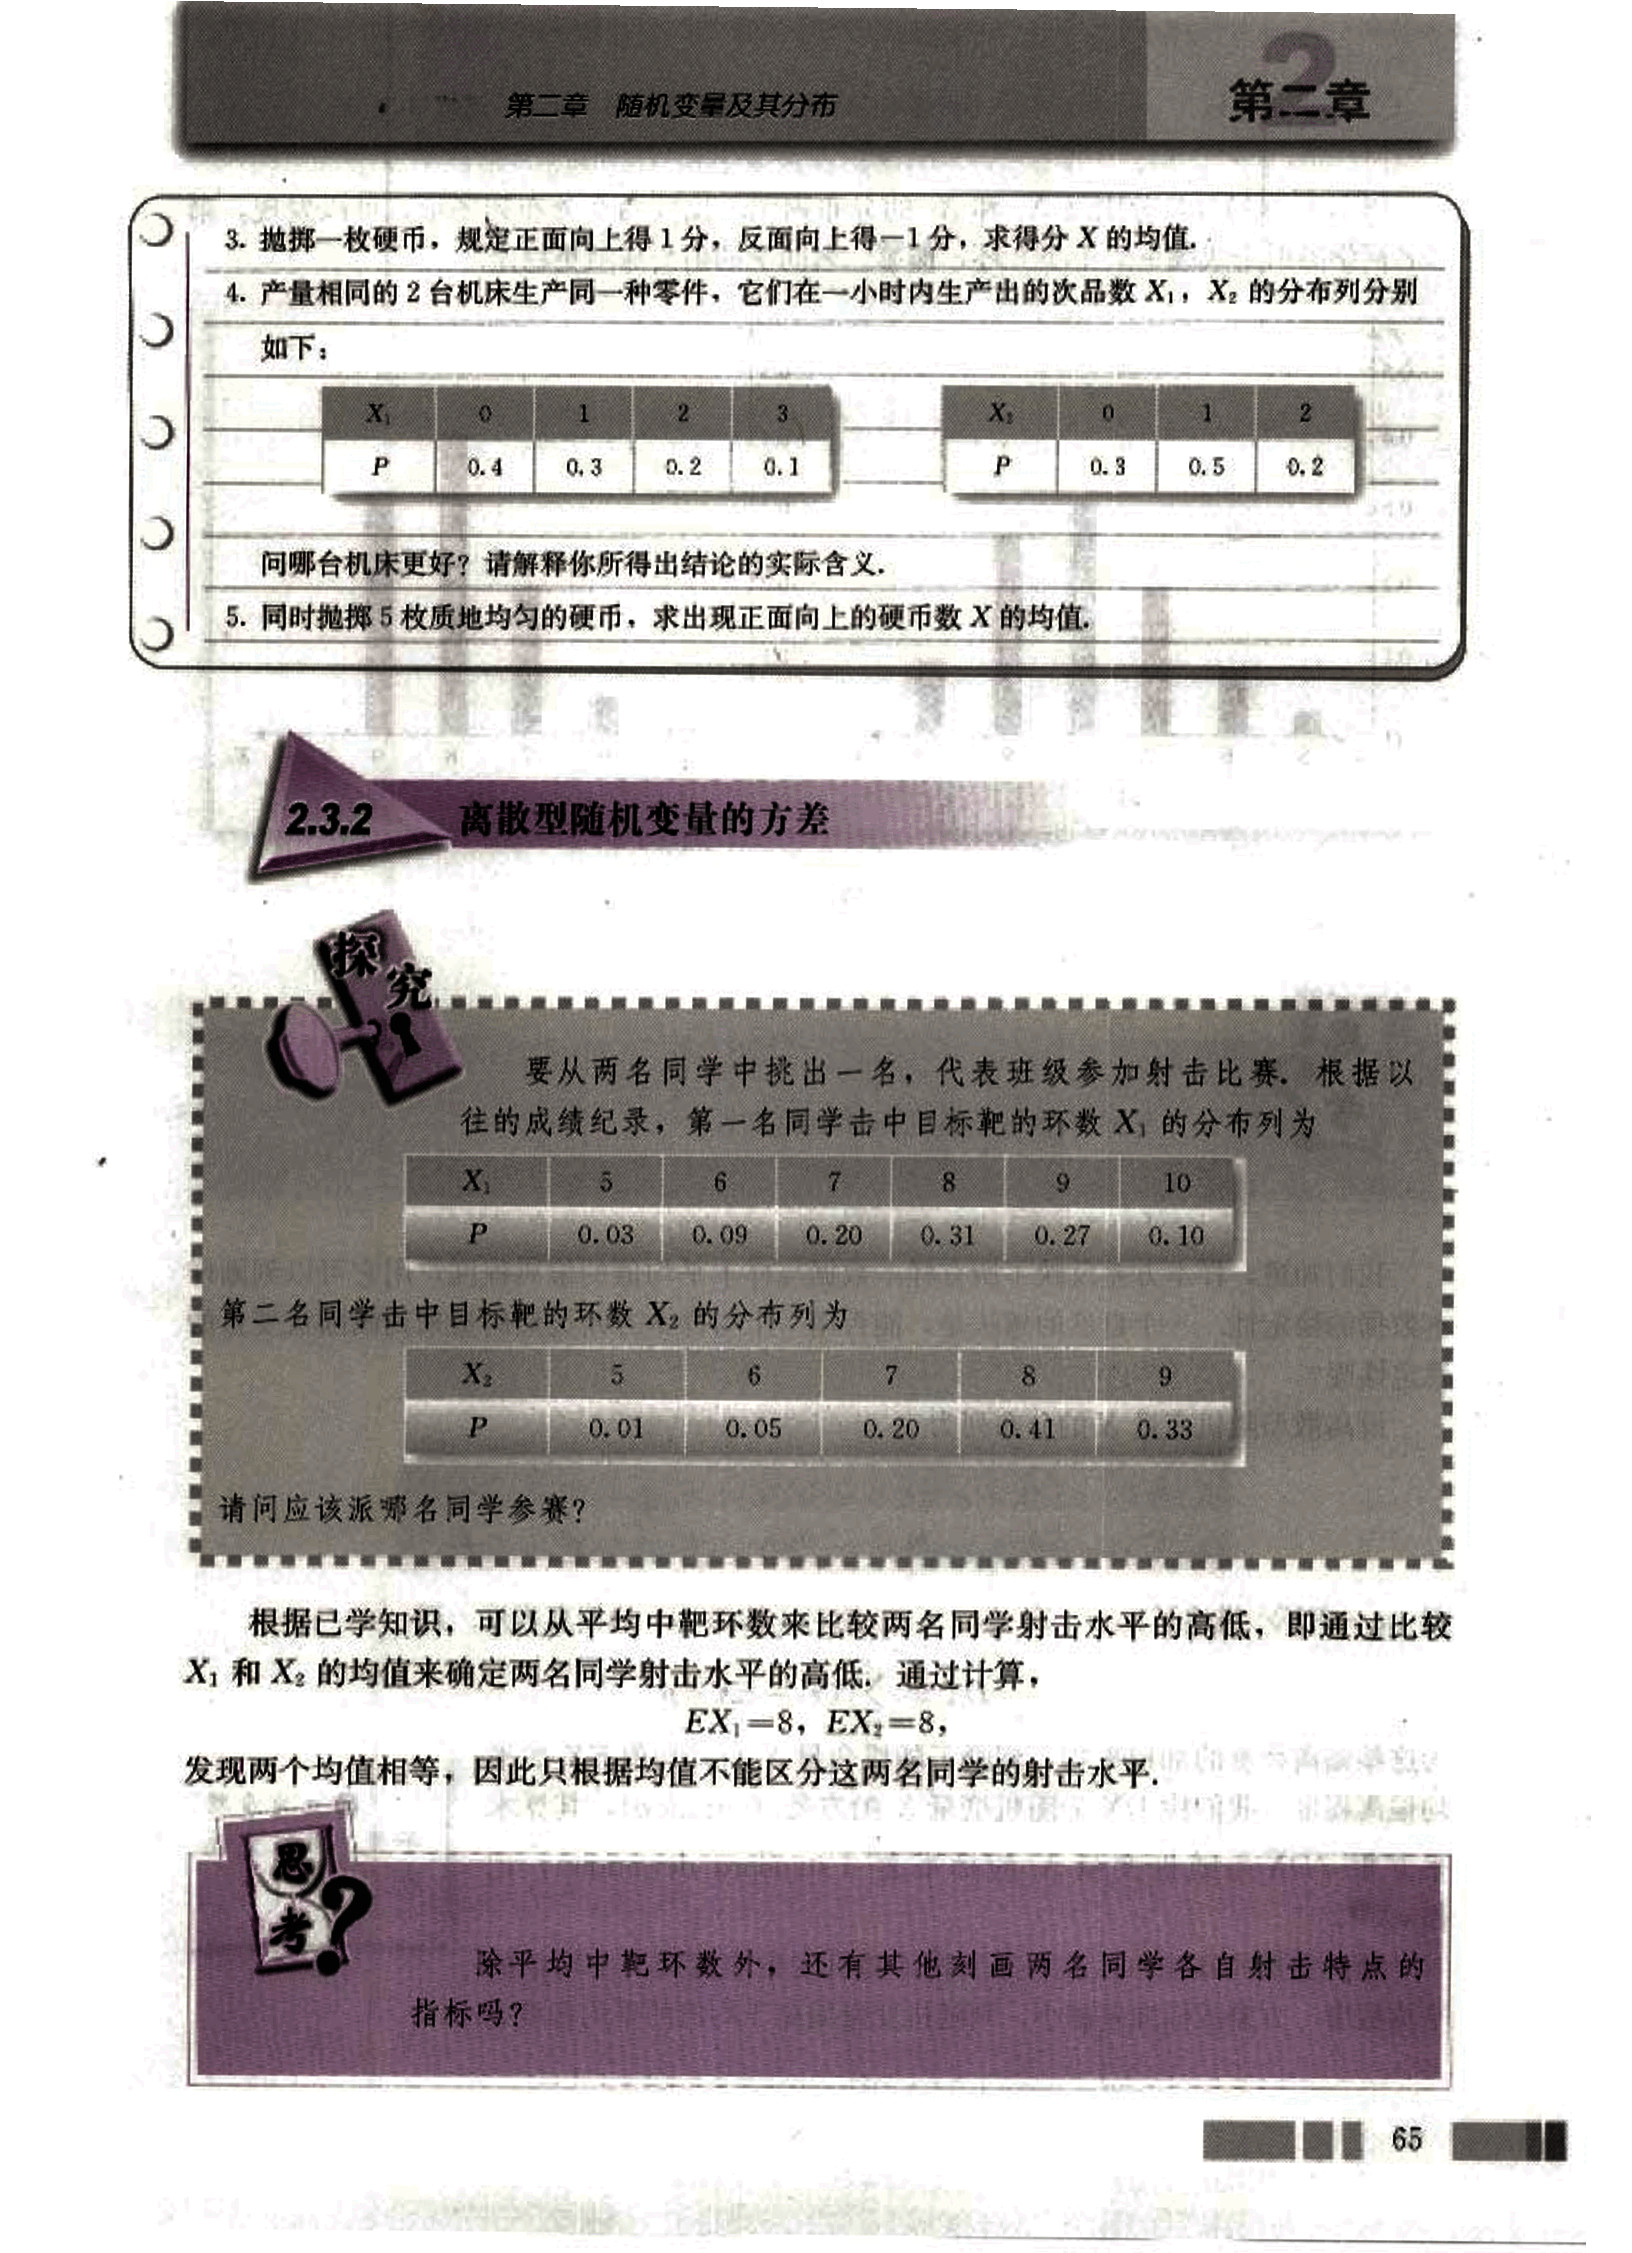 第二章 随机变量及其分布
第二章
3. 抛掷一枚硬币，规定正面向上得1分，反面向上得－1分，求得分X的均值.
4. 产量相同的2台机床生产同一种零件，它们在一小时内生产出的次品数X₁，X₂的分布列分别
如下：
X₁ 0 1 2 3
P 0.4 0.3 0.2 0.1
X₂ 0 1 2
P 0.3 0.5 0.2
问哪台机床更好？请解释你所得出结论的实际含义.
5. 同时抛掷5枚质地均匀的硬币，求出现正面向上的硬币数X的均值.
2.3.2 离散型随机变量的方差
探究
要从两名同学中挑出一名，代表班级参加射击比赛. 根据以
往的成绩纪录，第一名同学击中目标靶的环数X₁的分布列为
X₁ 5 6 7 8 9 10
P 0.03 0.09 0.20 0.31 0.27 0.10
第二名同学击中目标靶的环数X₂的分布列为
X₂ 5 6 7 8 9
P 0.01 0.05 0.20 0.41 0.33
请问应该派哪名同学参赛？
根据已学知识，可以从平均中靶环数来比较两名同学射击水平的高低，即通过比较
X₁和X₂的均值来确定两名同学射击水平的高低. 通过计算，
EX₁=8，EX₂=8，
发现两个均值相等，因此只根据均值不能区分这两名同学的射击水平.
思考?
除平均中靶环数外，还有其他刻画两名同学各自射击特点的
指标吗？
65